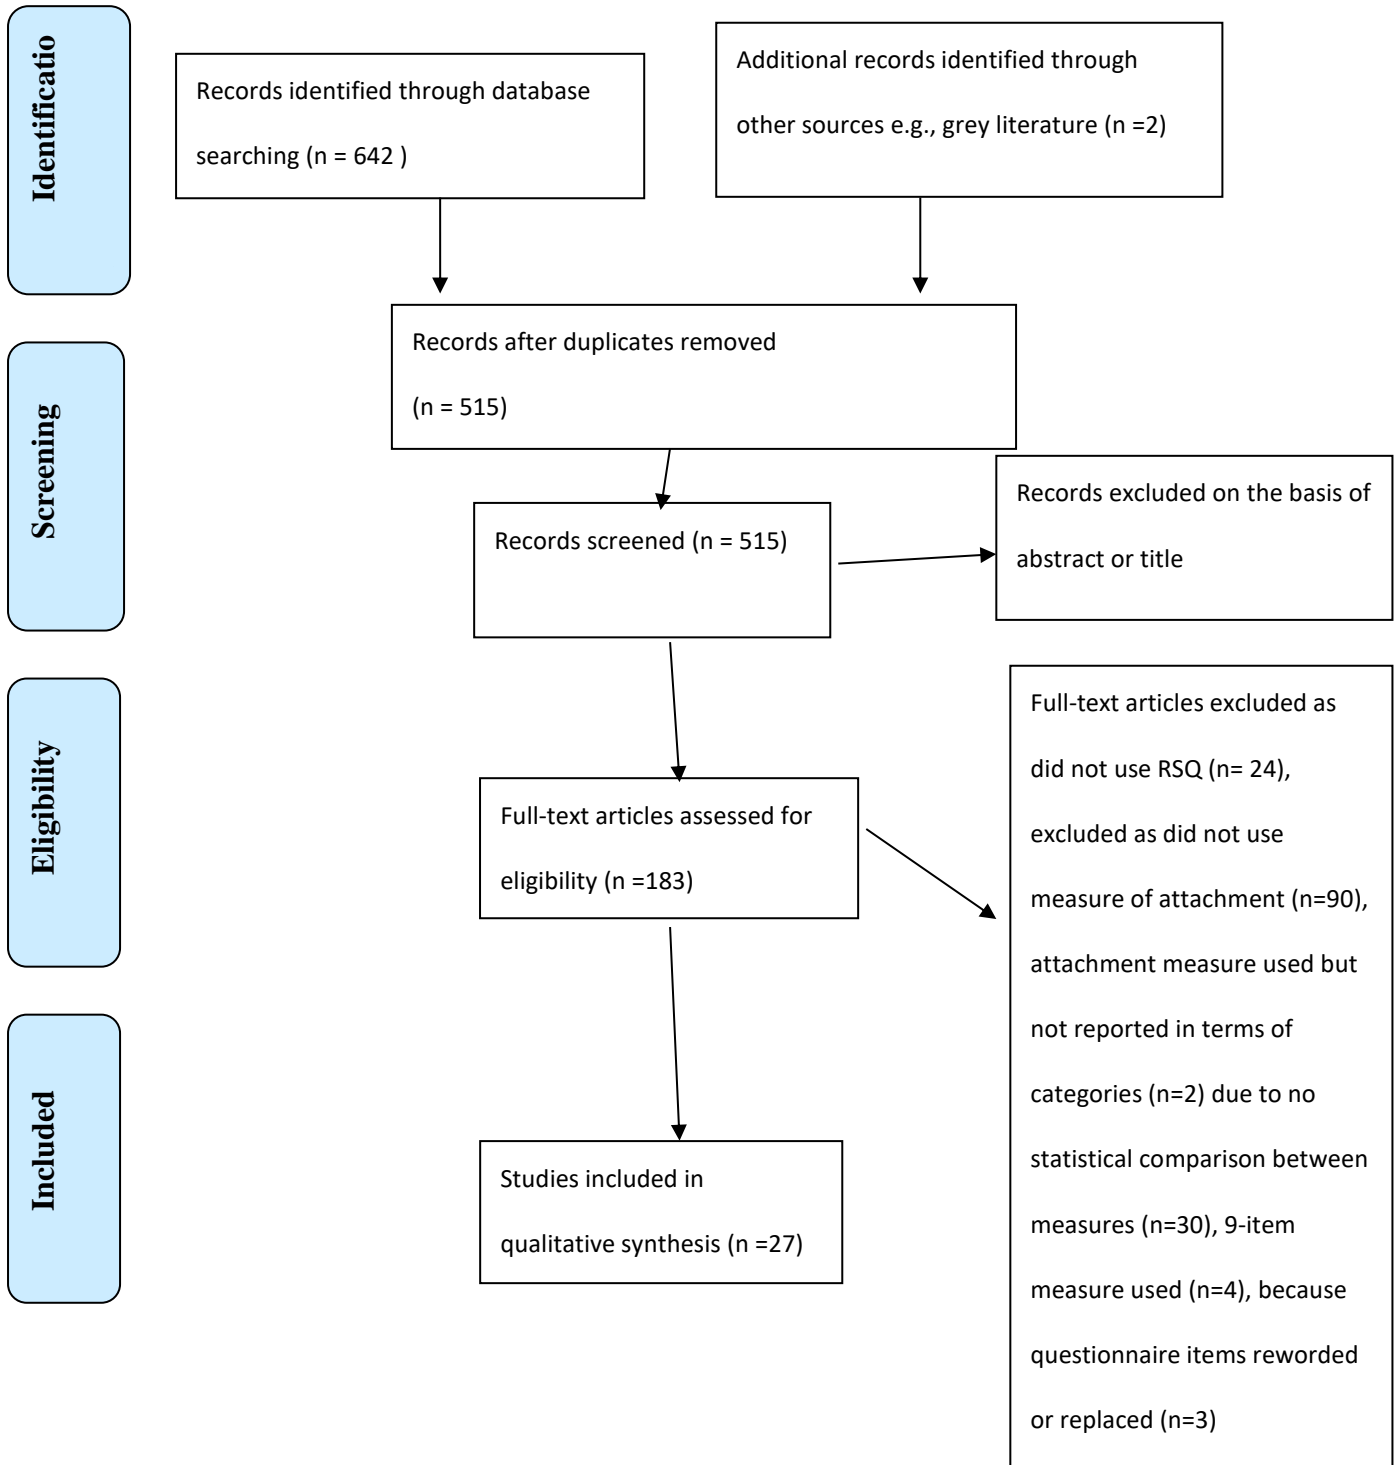 Identificatio
Records identified through database
searching (n = 642 )
Additional records identified through
other sources e.g., grey literature (n =2)
Records after duplicates removed
(n = 515)
Screening
Records screened (n = 515)
Records excluded on the basis of
abstract or title
Eligibility
Full-text articles assessed for
eligibility (n =183)
Full-text articles excluded as
did not use RSQ (n= 24),
excluded as did not use
measure of attachment (n=90),
attachment measure used but
not reported in terms of
categories (n=2) due to no
statistical comparison between
measures (n=30), 9-item
measure used (n=4), because
questionnaire items reworded
or replaced (n=3)
Included
Studies included in
qualitative synthesis (n =27)